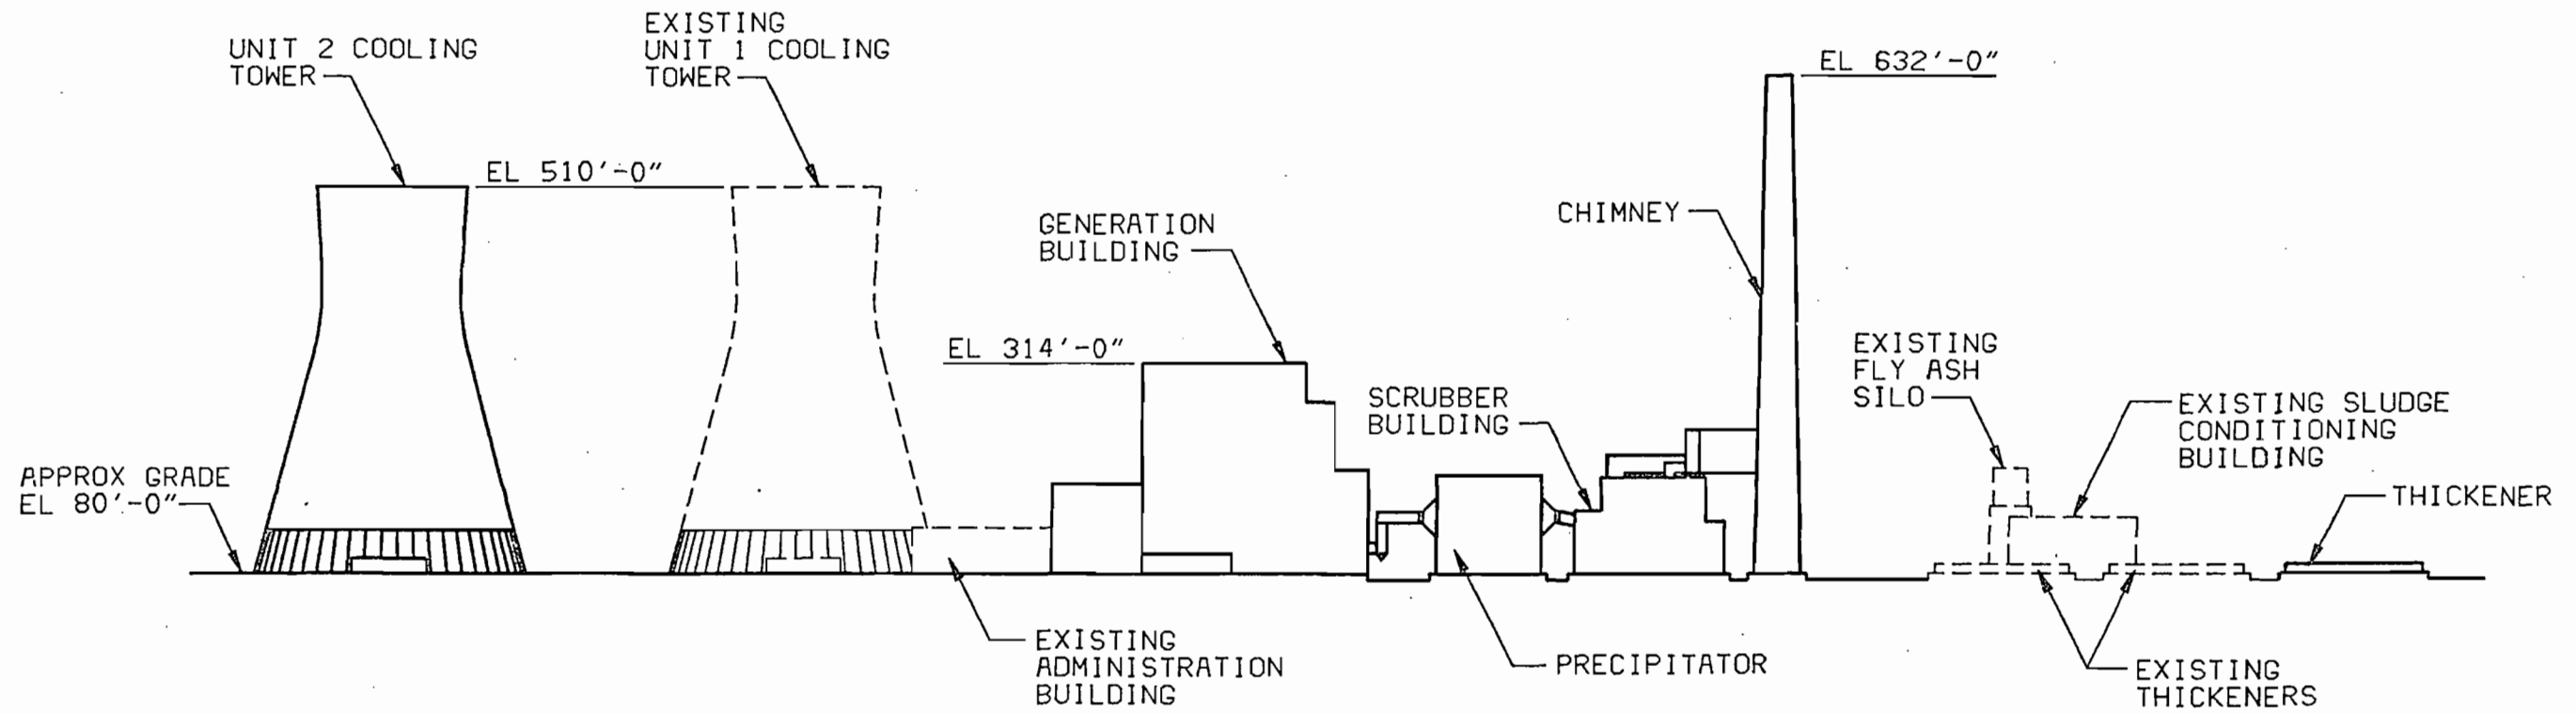 UNIT 2 COOLING
TOWER
EXISTING
UNIT 1 COOLING
TOWER
EL 632'-0"
EL 510'-0"
GENERATION
BUILDING
CHIMNEY
EL 314'-0"
EXISTING
FLY ASH
SILO
SCRUBBER
BUILDING
EXISTING SLUDGE
CONDITIONING
BUILDING
APPROX GRADE
EL 80'-0"
THICKENER
EXISTING
ADMINISTRATION
BUILDING
PRECIPITATOR
EXISTING
THICKENERS